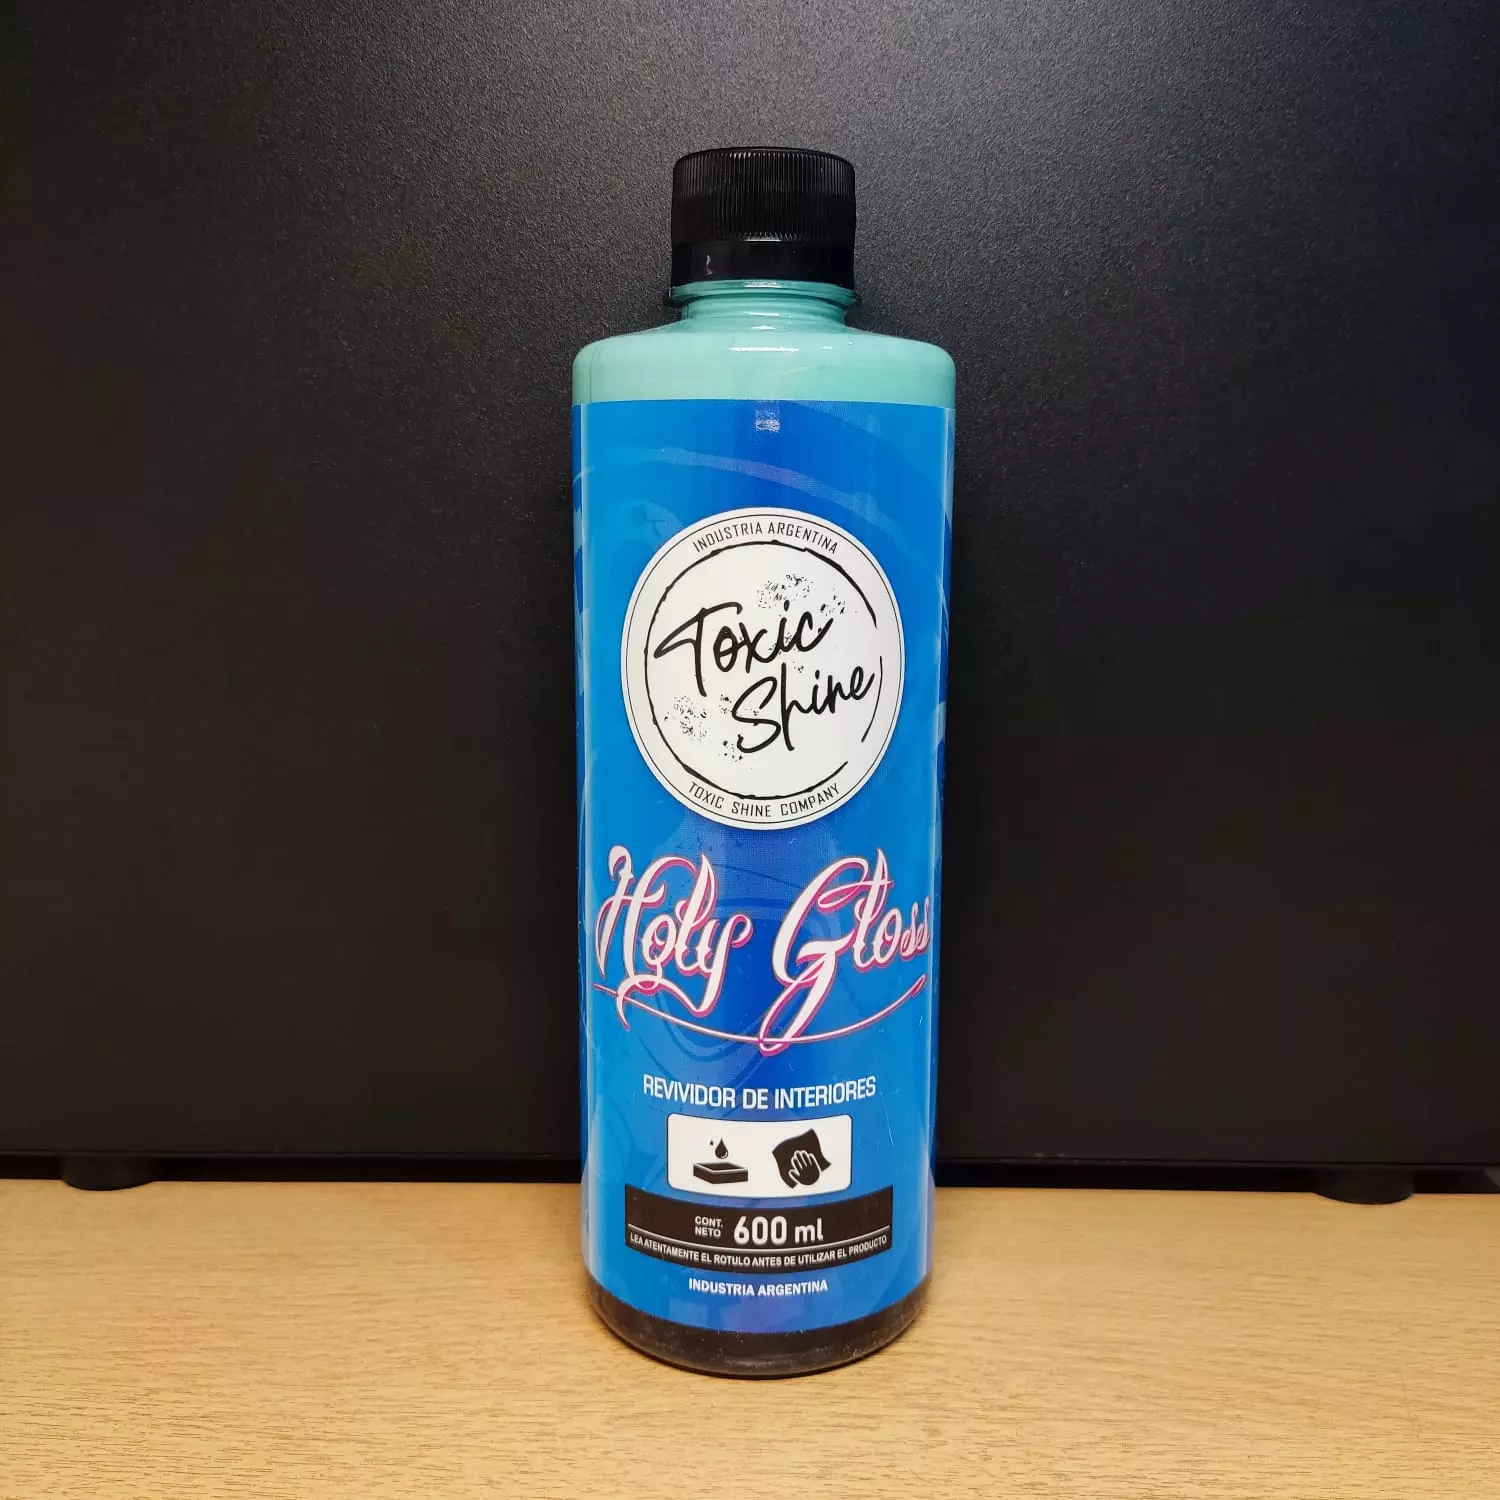 INDUSTRIA ARGENTINA
Toxic
Shine
TOXIC SHINE COMPANY
Holy Gloss
REVIVIDOR DE INTERIORES
CONT.
NETO 600 ml
LEA ATENTAMENTE EL ROTULO ANTES DE UTILIZAR EL PRODUCTO
INDUSTRIA ARGENTINA